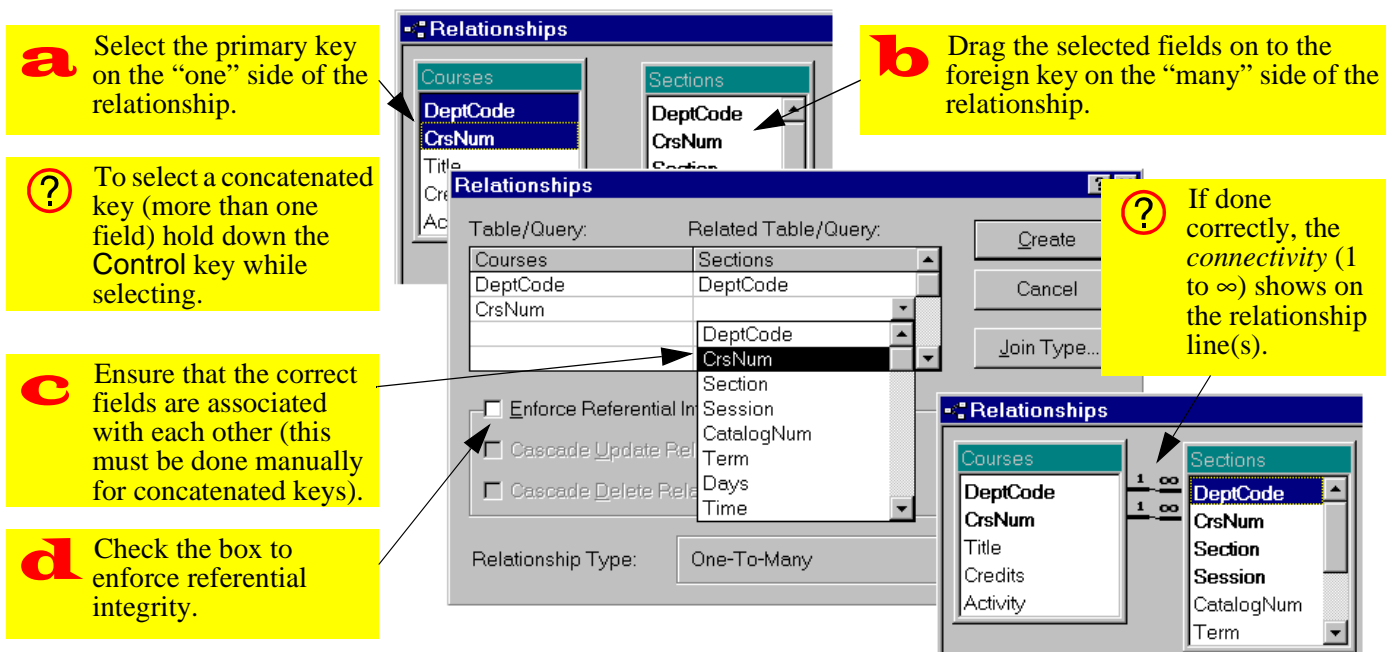 a
Select the primary key
on the “one” side of the
relationship.
Relationships
Courses
DeptCode
CrsNum
Title
Sections
DeptCode
CrsNum
b
Drag the selected fields on to the
foreign key on the “many” side of the
relationship.
?
To select a concatenated
key (more than one
field) hold down the
Control key while
selecting.
Relationships
Table/Query:
Related Table/Query:
Courses
Sections
DeptCode
DeptCode
CrsNum
DeptCode
CrsNum
Section
Session
CatalogNum
Term
Days
Time
Create
Cancel
Join Type...
Enforce Referential In
Cascade Update Rel
Cascade Delete Rela
Relationship Type:
One-To-Many
?
If done
correctly, the
connectivity (1
to ∞) shows on
the relationship
line(s).
c
Ensure that the correct
fields are associated
with each other (this
must be done manually
for concatenated keys).
d
Check the box to
enforce referential
integrity.
Relationships
Courses
DeptCode
CrsNum
Title
Credits
Activity
1 ∞
1 ∞
Sections
DeptCode
CrsNum
Section
Session
CatalogNum
Term